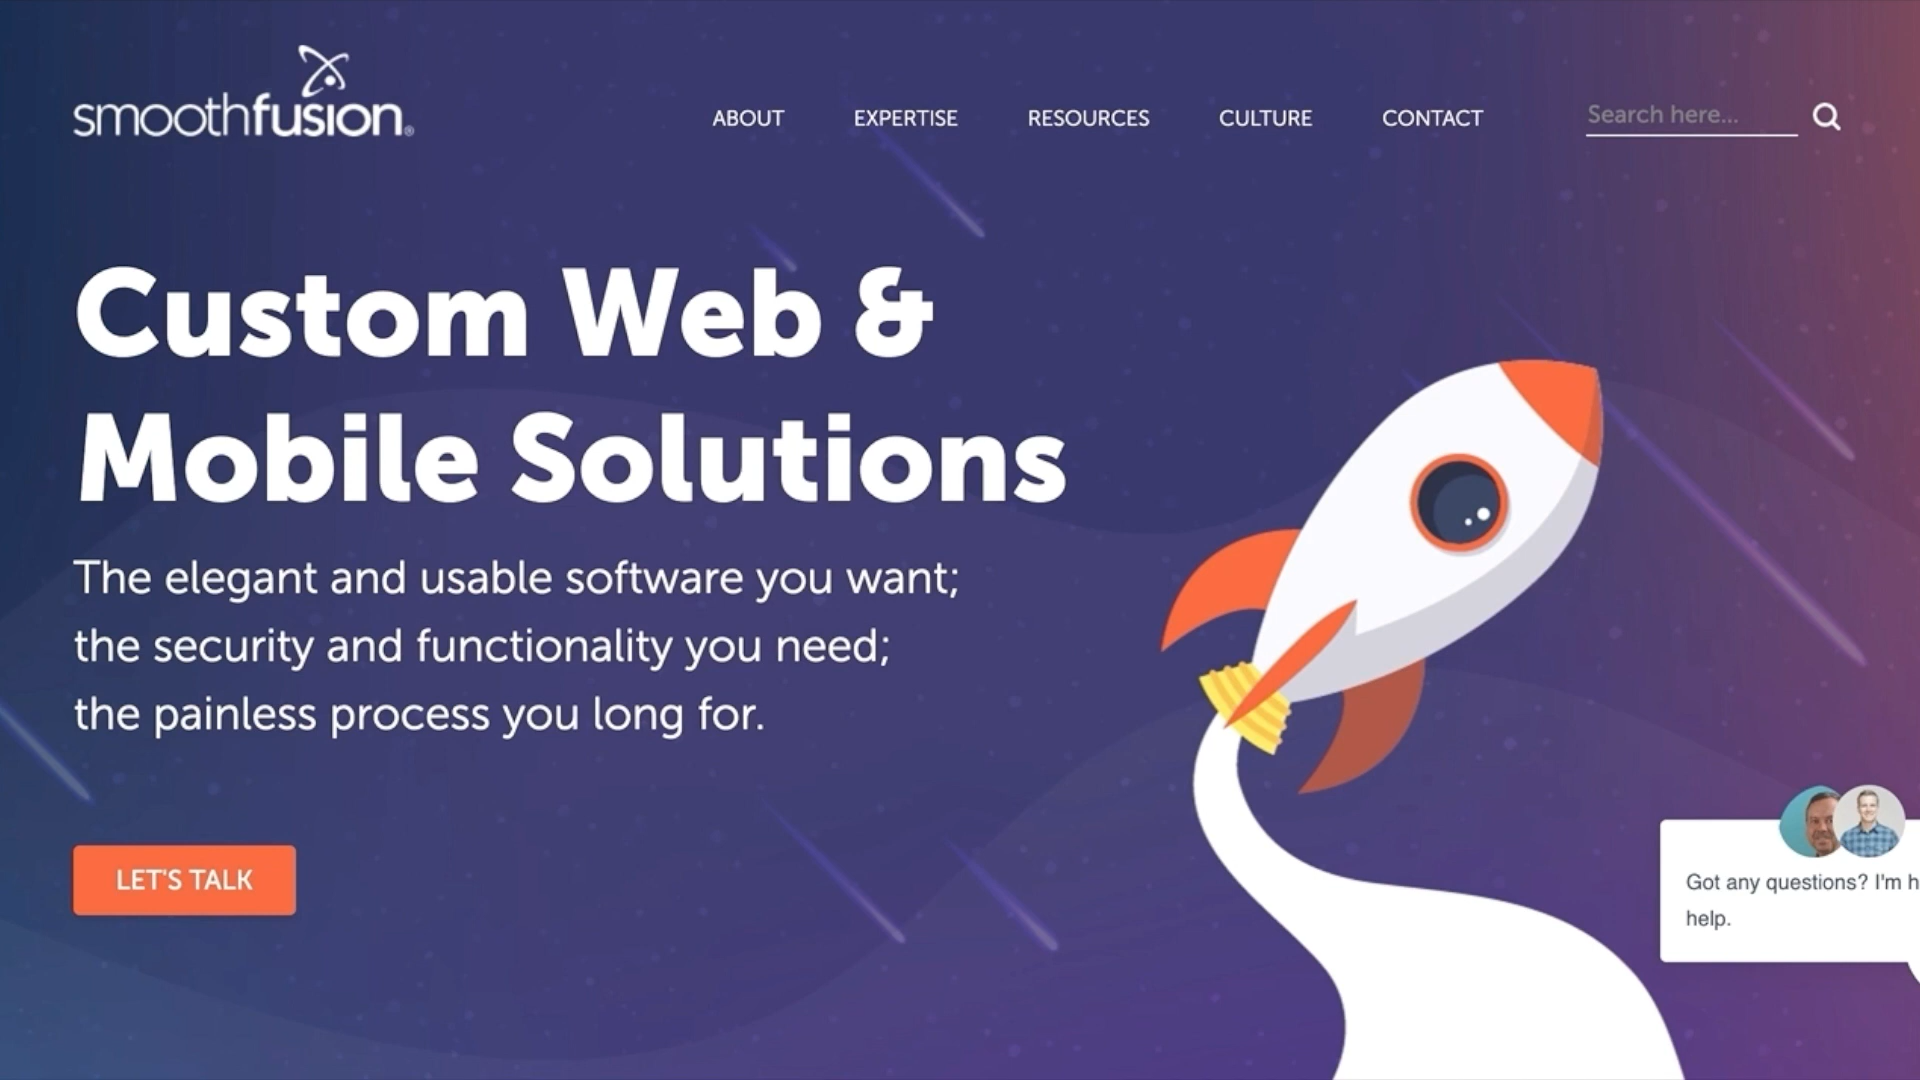 smoothfusion®
ABOUT EXPERTISE RESOURCES CULTURE CONTACT Search here...
Custom Web &
Mobile Solutions
The elegant and usable software you want;
the security and functionality you need;
the painless process you long for.
LET'S TALK
Got any questions? I'm h
help.